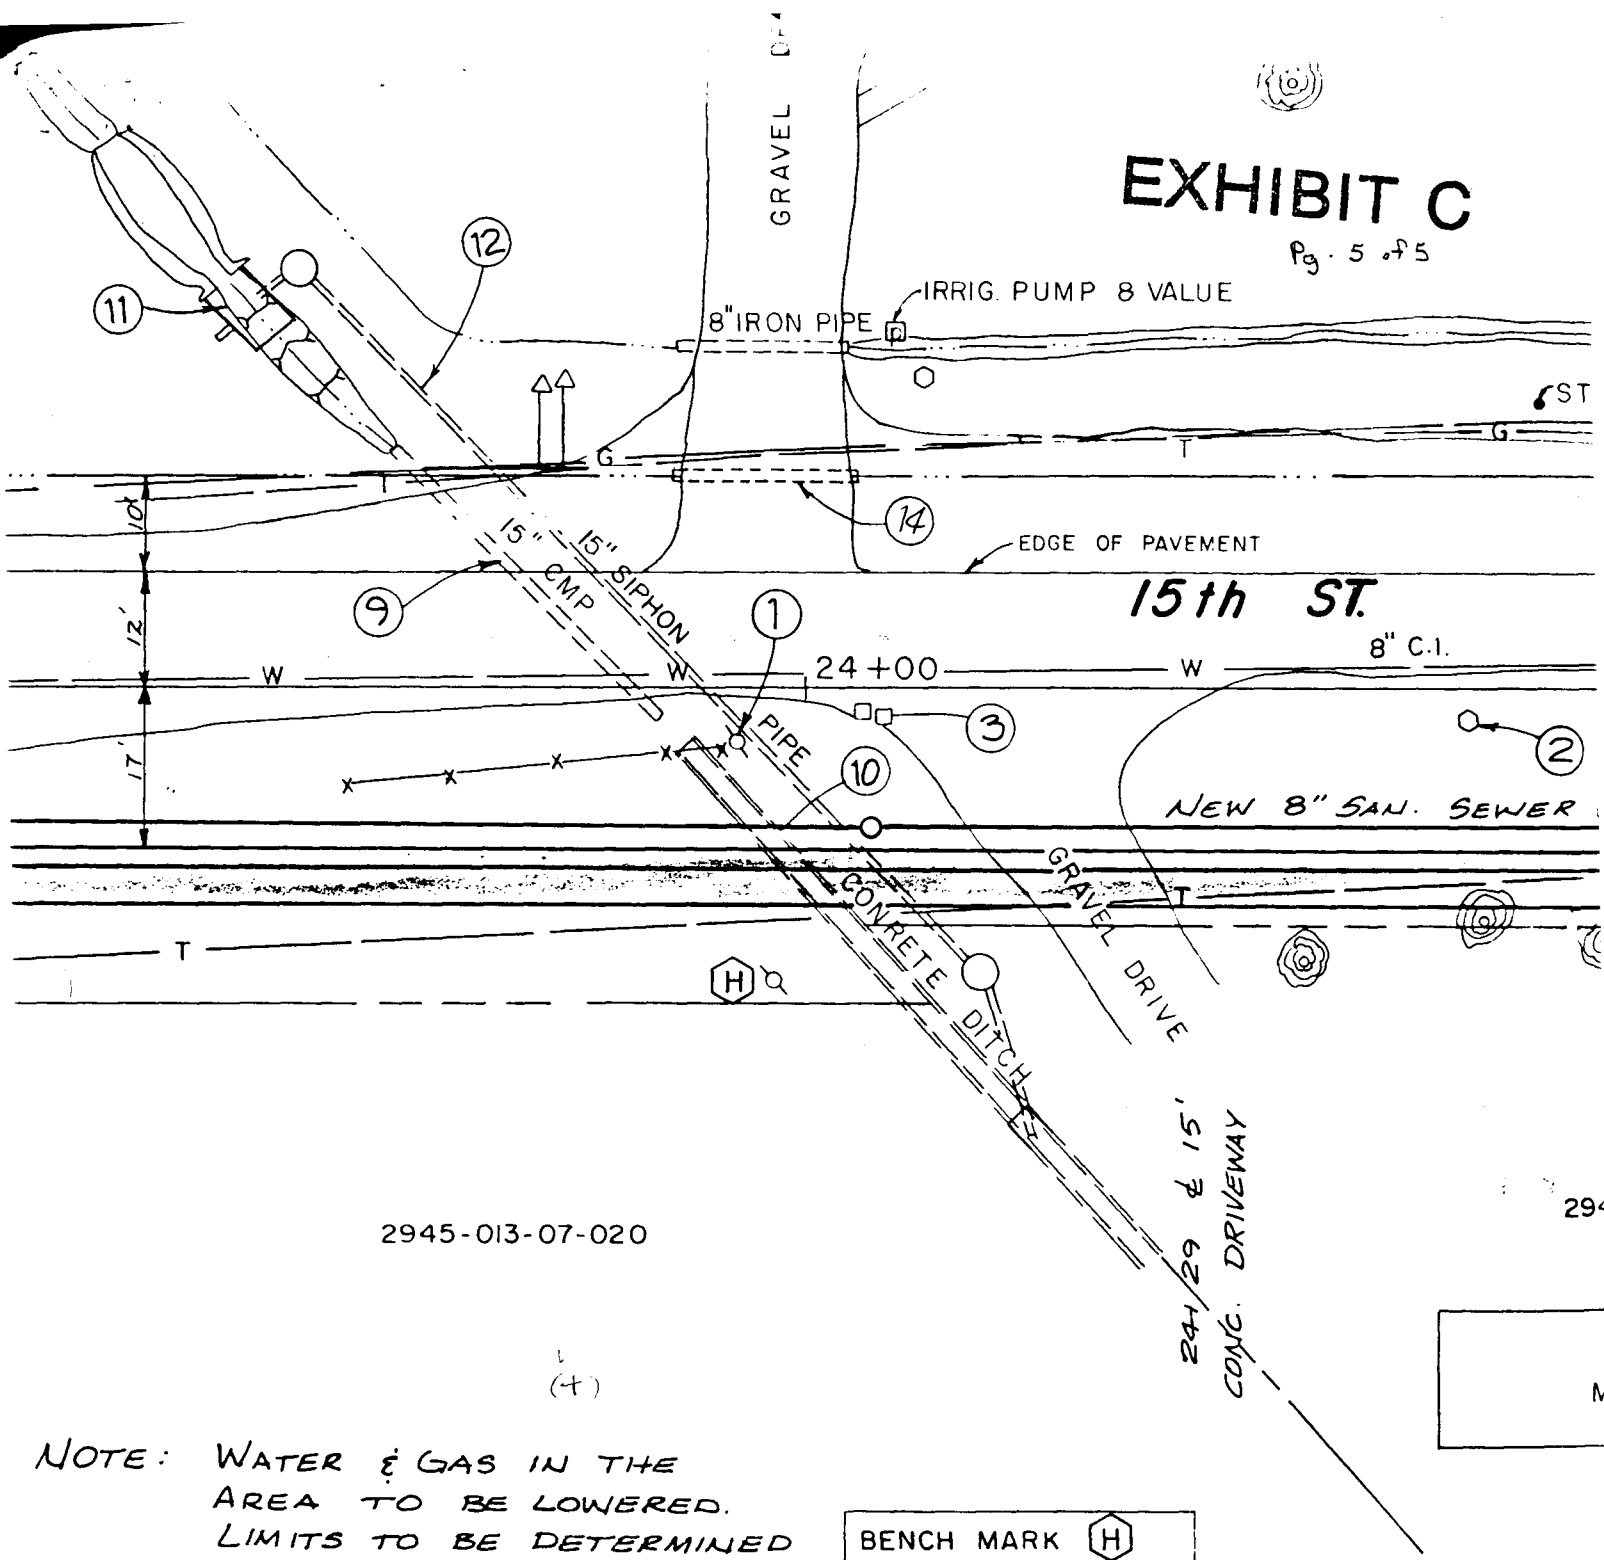 GRAVEL
EXHIBIT C
Pg. 5 of 5
12
11
IRRIG. PUMP & VALUE
8" IRON PIPE
P
ST
G
G
T
T
10'
14
15"
15"
EDGE OF PAVEMENT
SIPHON
CMP
9
1
15th ST.
12'
8" C.I.
W
W
24+00
W
3
2
PIPE
17'
X X X X X
10
NEW 8" SAN. SEWER
GRAVEL DRIVE
CONRETE DITCH
T
T
H
24+29 ℄ 15'
CONC. DRIVEWAY
2945-013-07-020
294
(+)
M
NOTE: WATER & GAS IN THE
AREA TO BE LOWERED.
LIMITS TO BE DETERMINED
BENCH MARK H